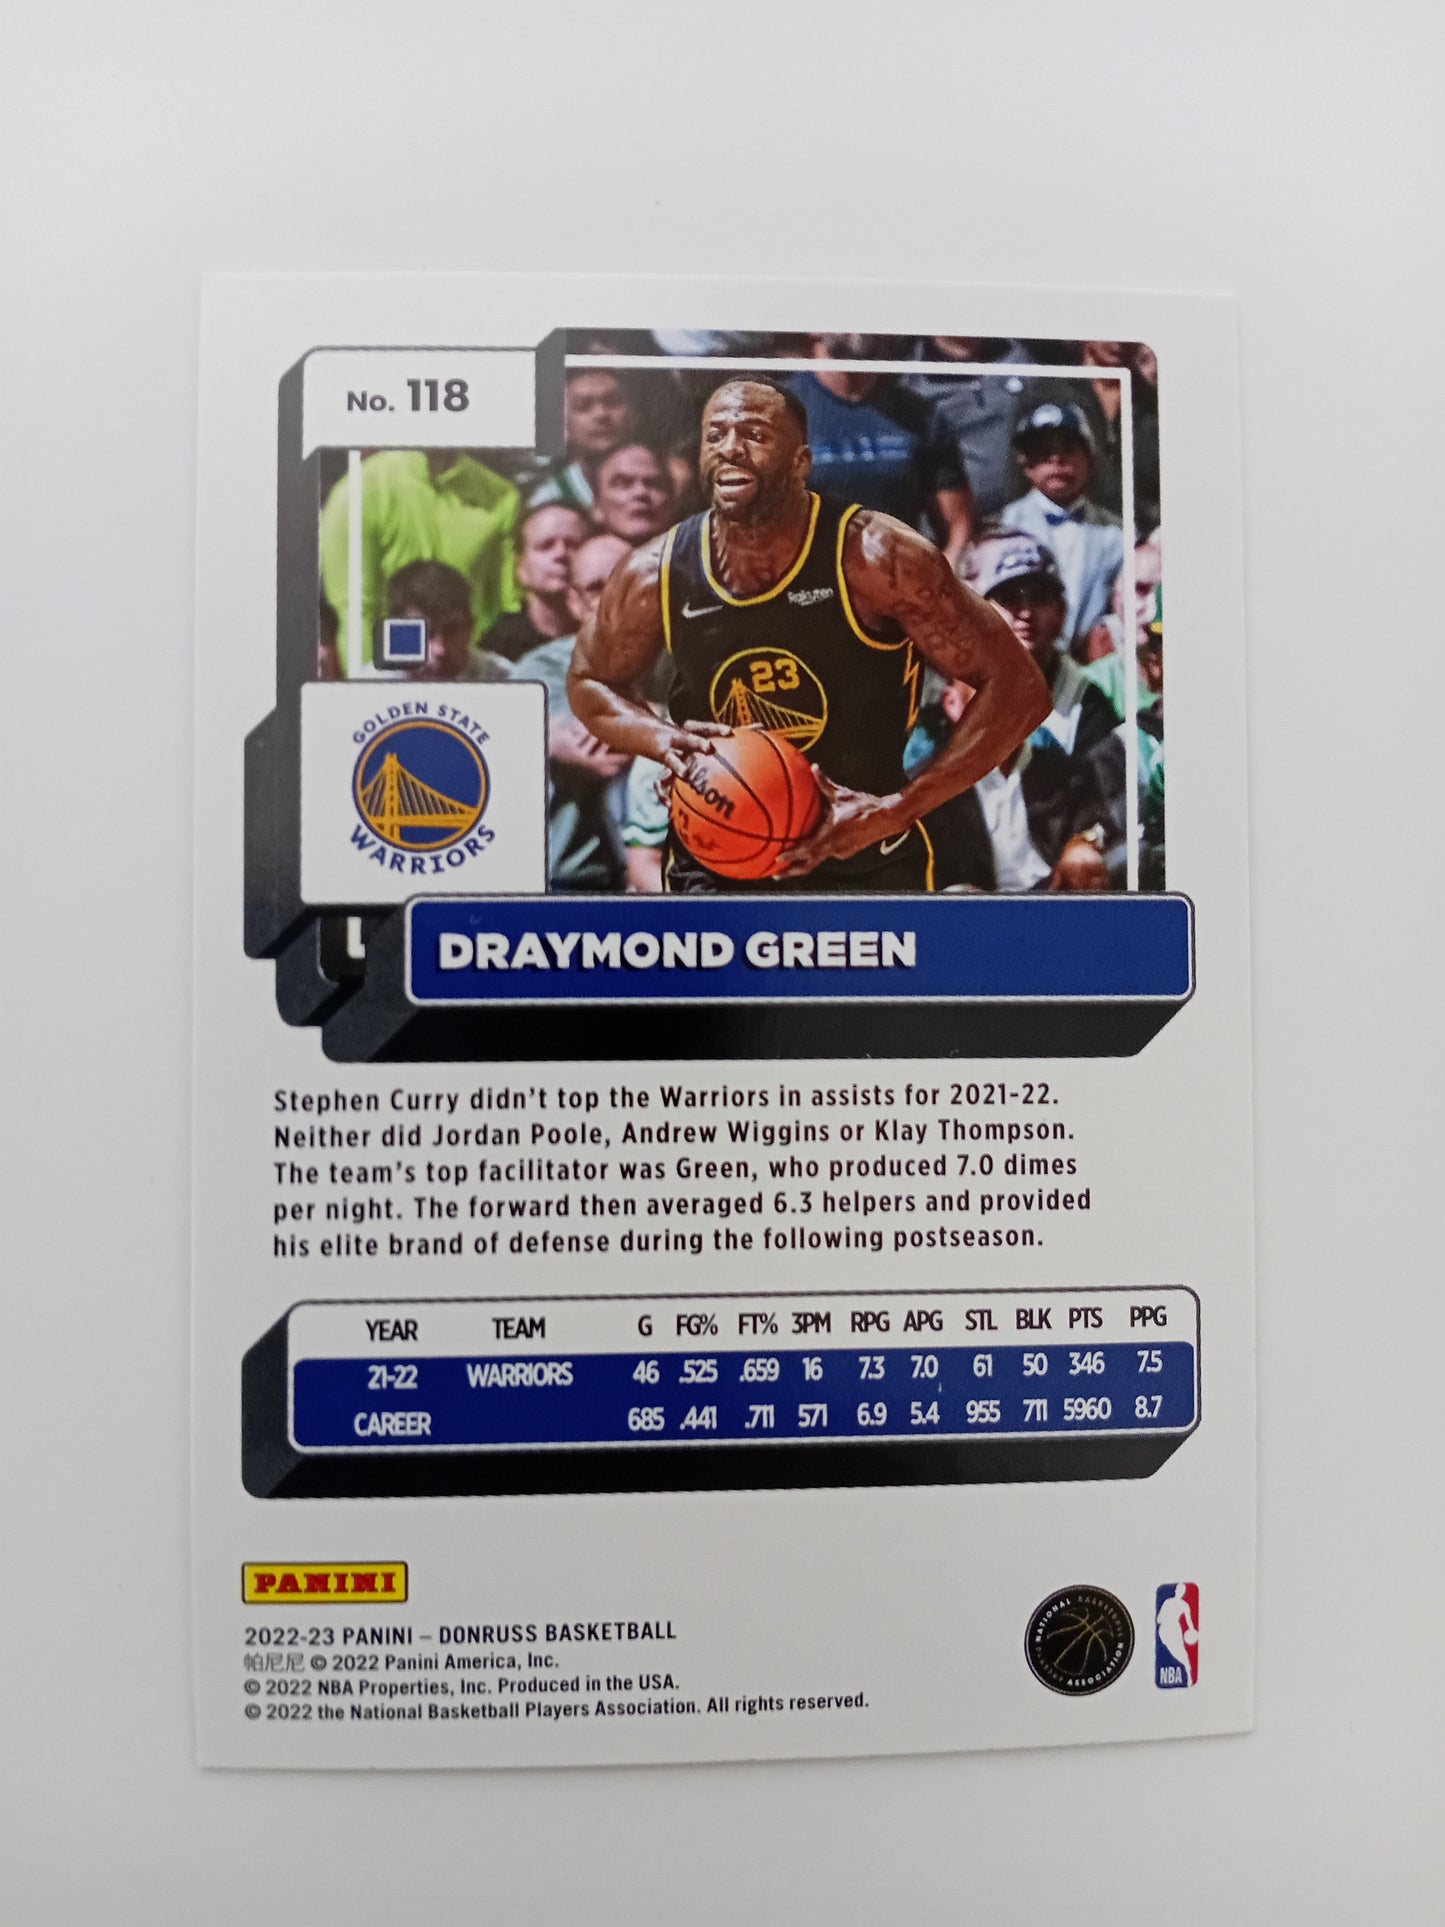 No. 118
Rakuten
23
Wilson
GOLDEN STATE
WARRIORS
DRAYMOND GREEN
Stephen Curry didn't top the Warriors in assists for 2021-22.
Neither did Jordan Poole, Andrew Wiggins or Klay Thompson.
The team's top facilitator was Green, who produced 7.0 dimes
per night. The forward then averaged 6.3 helpers and provided
his elite brand of defense during the following postseason.
YEAR TEAM G FG% FT% 3PM RPG APG STL BLK PTS PPG
21-22 WARRIORS 46 .525 .659 16 7.3 7.0 61 50 346 7.5
CAREER 685 .441 .711 571 6.9 5.4 955 711 5960 8.7
PANINI
2022-23 PANINI – DONRUSS BASKETBALL
帕尼尼 © 2022 Panini America, Inc.
© 2022 NBA Properties, Inc. Produced in the USA.
© 2022 the National Basketball Players Association. All rights reserved.
NATIONAL BASKETBALL
PLAYERS ASSOCIATION
NBA